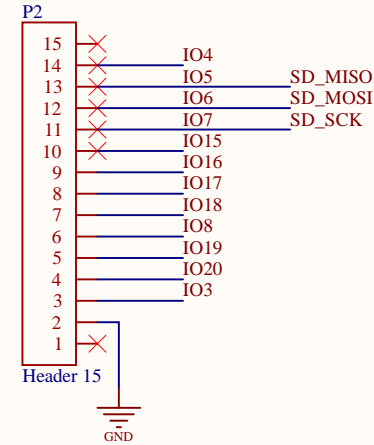 P2
15
14 IO4
13 IO5 SD_MISO
12 IO6 SD_MOSI
11 IO7 SD_SCK
10 IO15
9 IO16
8 IO17
7 IO18
6 IO8
5 IO19
4 IO20
3 IO3
2
1
Header 15
GND